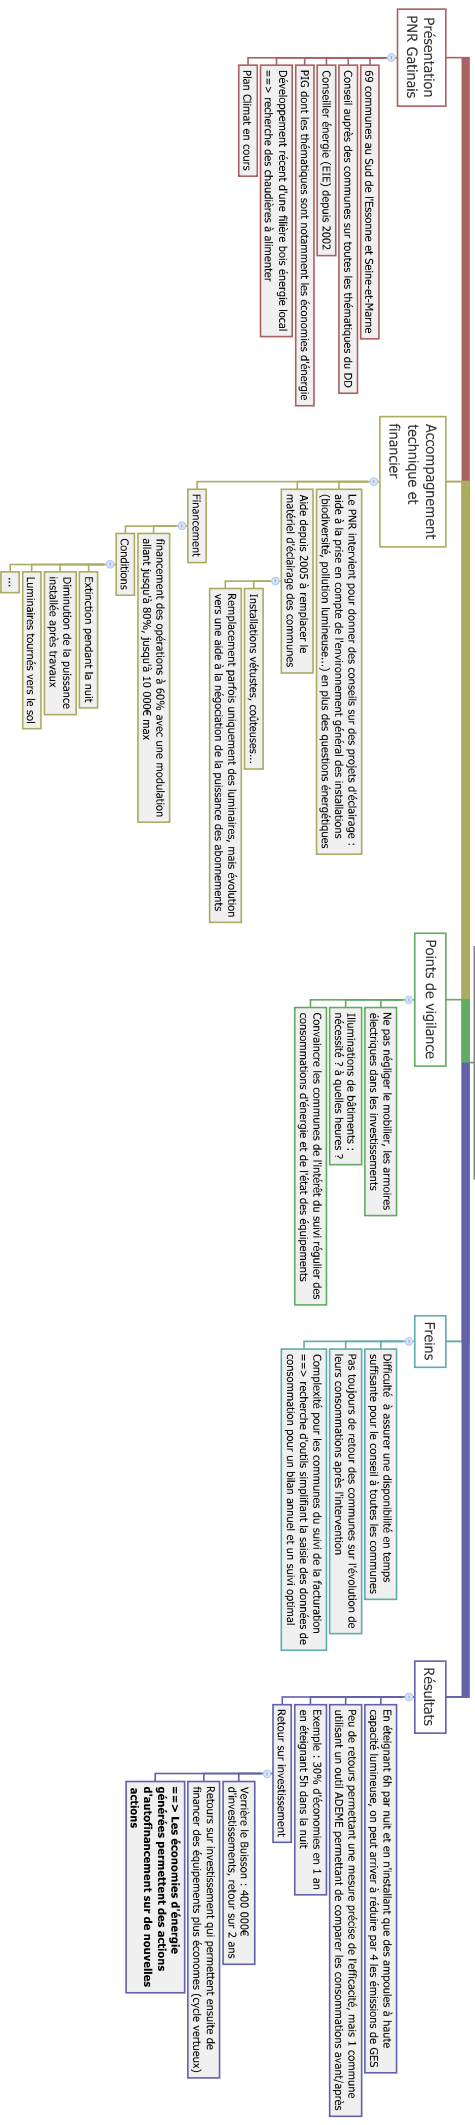 Présentation
PNR Gatinais
69 communes au Sud de l'Essonne et Seine-et-Marne
Conseil auprès des communes sur toutes les thématiques du DD
Conseiller énergie (EIE) depuis 2002
PIG dont les thématiques sont notamment les économies d'énergie
Développement récent d'une filière bois énergie local
==> recherche des chaudières à alimenter
Plan Climat en cours
Accompagnement
technique et
financier
Le PNR intervient pour donner des conseils sur des projets d'éclairage :
aide à la prise en compte de l'environnement général des installations
(biodiversité, pollution lumineuse...) en plus des questions énergétiques
Aide depuis 2005 à remplacer le
matériel d'éclairage des communes
Installations vétustes, coûteuses...
Remplacement parfois uniquement des luminaires, mais évolution
vers une aide à la négociation de la puissance des abonnements
Financement
financement des opérations à 60% avec une modulation
allant jusqu'à 80%, jusqu'à 10 000€ max
Conditions
Extinction pendant la nuit
Diminution de la puissance
installée après travaux
Luminaires tournés vers le sol
...
Points de vigilance
Ne pas négliger le mobilier, les armoires
électriques dans les investissements
Illuminations de bâtiments :
nécessité ? à quelles heures ?
Convaincre les communes de l'intérêt du suivi régulier des
consommations d'énergie et de l'état des équipements
Freins
Difficulté à assurer une disponibilité en temps
suffisante pour le conseil à toutes les communes
Pas toujours de retour des communes sur l'évolution de
leurs consommations après l'intervention
Complexité pour les communes du suivi de la facturation
==> recherche d'outils simplifiant la saisie des données de
consommation pour un bilan annuel et un suivi optimal
Résultats
En éteignant 6h par nuit et en n'installant que des ampoules à haute
capacité lumineuse, on peut arriver à réduire par 4 les émissions de GES
Peu de retours permettant une mesure précise de l'efficacité, mais 1 commune
utilisant un outil ADEME permettant de comparer les consommations avant/après
Exemple : 30% d'économies en 1 an
en éteignant 5h dans la nuit
Retour sur investissement
Verrière le Buisson : 400 000€
d'investissements, retour sur 2 ans
Retours sur investissement qui permettent ensuite de
financer des équipements plus économes (cycle vertueux)
==> Les économies d'énergie
générées permettent des actions
d'autofinancement sur de nouvelles
actions